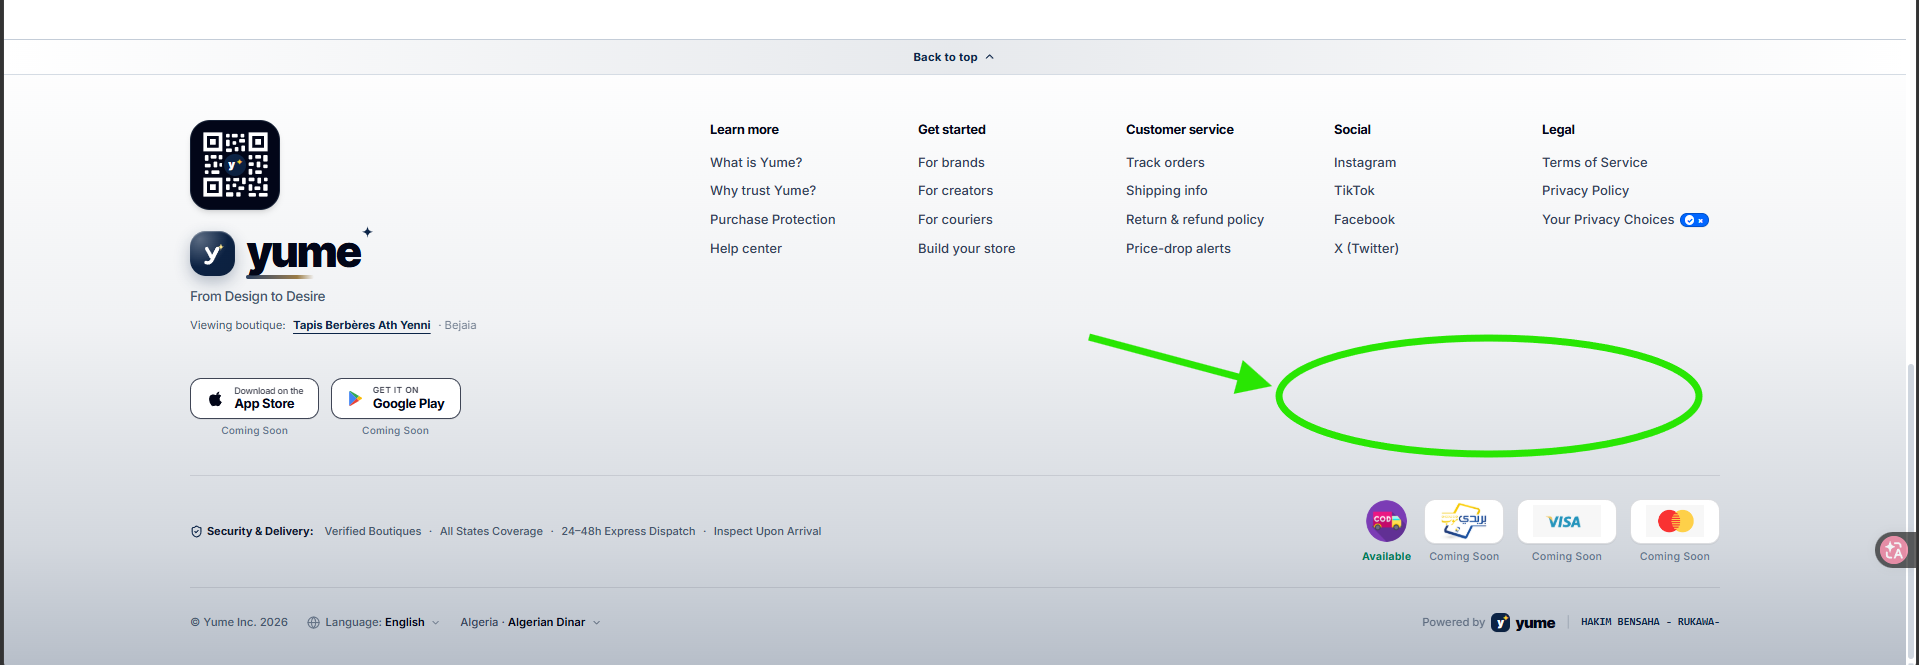 Back to top
Learn more
What is Yume?
Why trust Yume?
Purchase Protection
Help center
Get started
For brands
For creators
For couriers
Build your store
Customer service
Track orders
Shipping info
Return & refund policy
Price-drop alerts
Social
Instagram
TikTok
Facebook
X (Twitter)
Legal
Terms of Service
Privacy Policy
Your Privacy Choices
y
y
yume
From Design to Desire
Viewing boutique: Tapis Berbères Ath Yenni · Bejaia
Download on the
App Store
Coming Soon
GET IT ON
Google Play
Coming Soon
Security & Delivery: Verified Boutiques · All States Coverage · 24–48h Express Dispatch · Inspect Upon Arrival
COD
Available
بريدي
Coming Soon
VISA
Coming Soon
Coming Soon
© Yume Inc. 2026 Language: English Algeria · Algerian Dinar
Powered by y yume | HAKIM BENSAHA - RUKAWA-